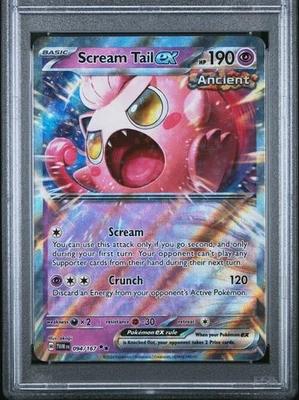 BASIC
Scream Tail ex HP 190
Ancient
Scream
You can use this attack only if you go second, and only
during your first turn. Your opponent can't play any
Supporter cards from their hand during their next turn.
Crunch 120
Discard an Energy from your opponent's Active Pokémon.
weakness ×2 resistance -30 retreat
Pokémon ex rule
When your Pokémon ex
is Knocked Out, your opponent takes 2 Prize cards.
TWM EN 094/167